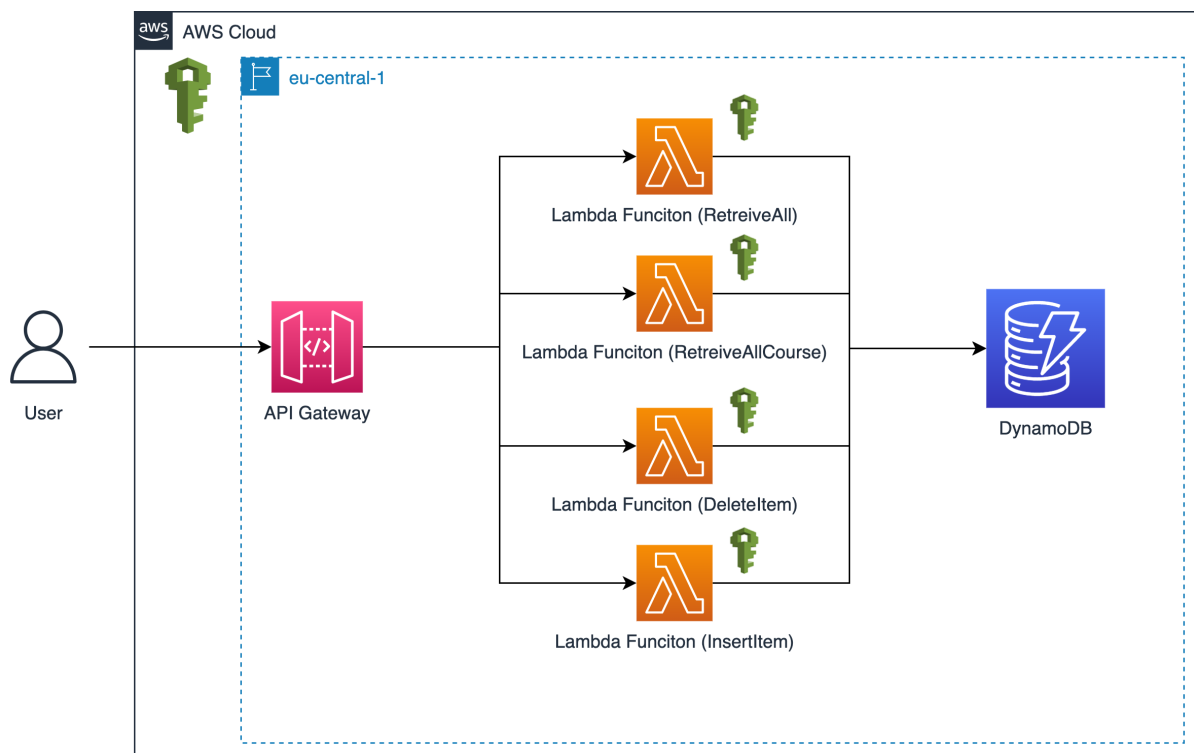 aws
AWS Cloud
eu-central-1
Lambda Funciton (RetreiveAll)
Lambda Funciton (RetreiveAllCourse)
</>
User
API Gateway
DynamoDB
Lambda Funciton (DeleteItem)
Lambda Funciton (InsertItem)